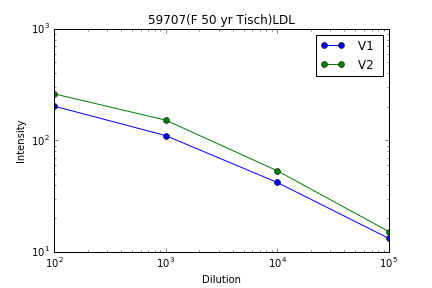 59707(F 50 yr Tisch)LDL
V1
V2
Intensity
10³
10²
10¹
10² 10³ 10⁴ 10⁵
Dilution